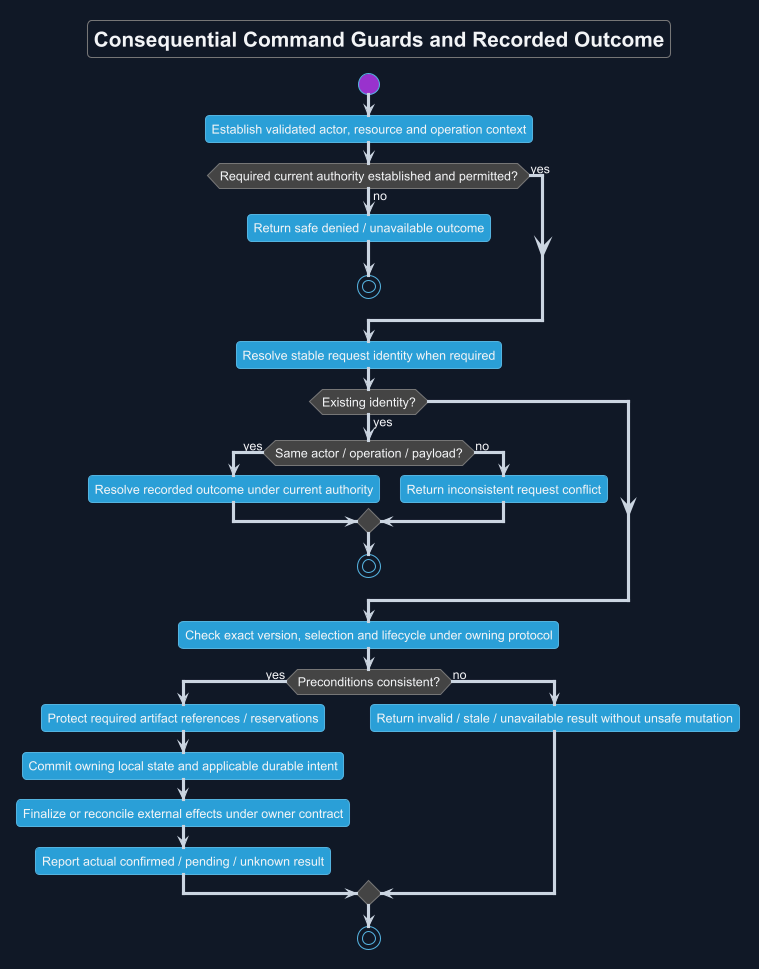 Consequential Command Guards and Recorded Outcome
Establish validated actor, resource and operation context
Required current authority established and permitted?
yes
no
Return safe denied / unavailable outcome
Resolve stable request identity when required
Existing identity?
yes
yes
Same actor / operation / payload?
no
Resolve recorded outcome under current authority
Return inconsistent request conflict
Check exact version, selection and lifecycle under owning protocol
yes
Preconditions consistent?
no
Protect required artifact references / reservations
Return invalid / stale / unavailable result without unsafe mutation
Commit owning local state and applicable durable intent
Finalize or reconcile external effects under owner contract
Report actual confirmed / pending / unknown result